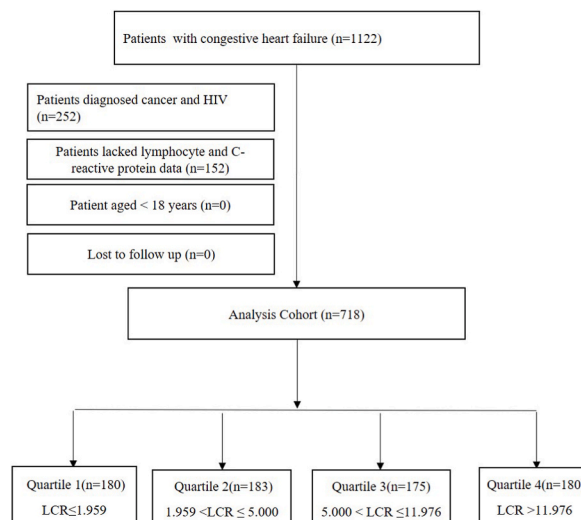 Patients with congestive heart failure (n=1122)
Patients diagnosed cancer and HIV
(n=252)
Patients lacked lymphocyte and C-
reactive protein data (n=152)
Patient aged < 18 years (n=0)
Lost to follow up (n=0)
Analysis Cohort (n=718)
Quartile 1(n=180)
LCR≤1.959
Quartile 2(n=183)
1.959 <LCR ≤ 5.000
Quartile 3(n=175)
5.000 < LCR ≤11.976
Quartile 4(n=180)
LCR >11.976